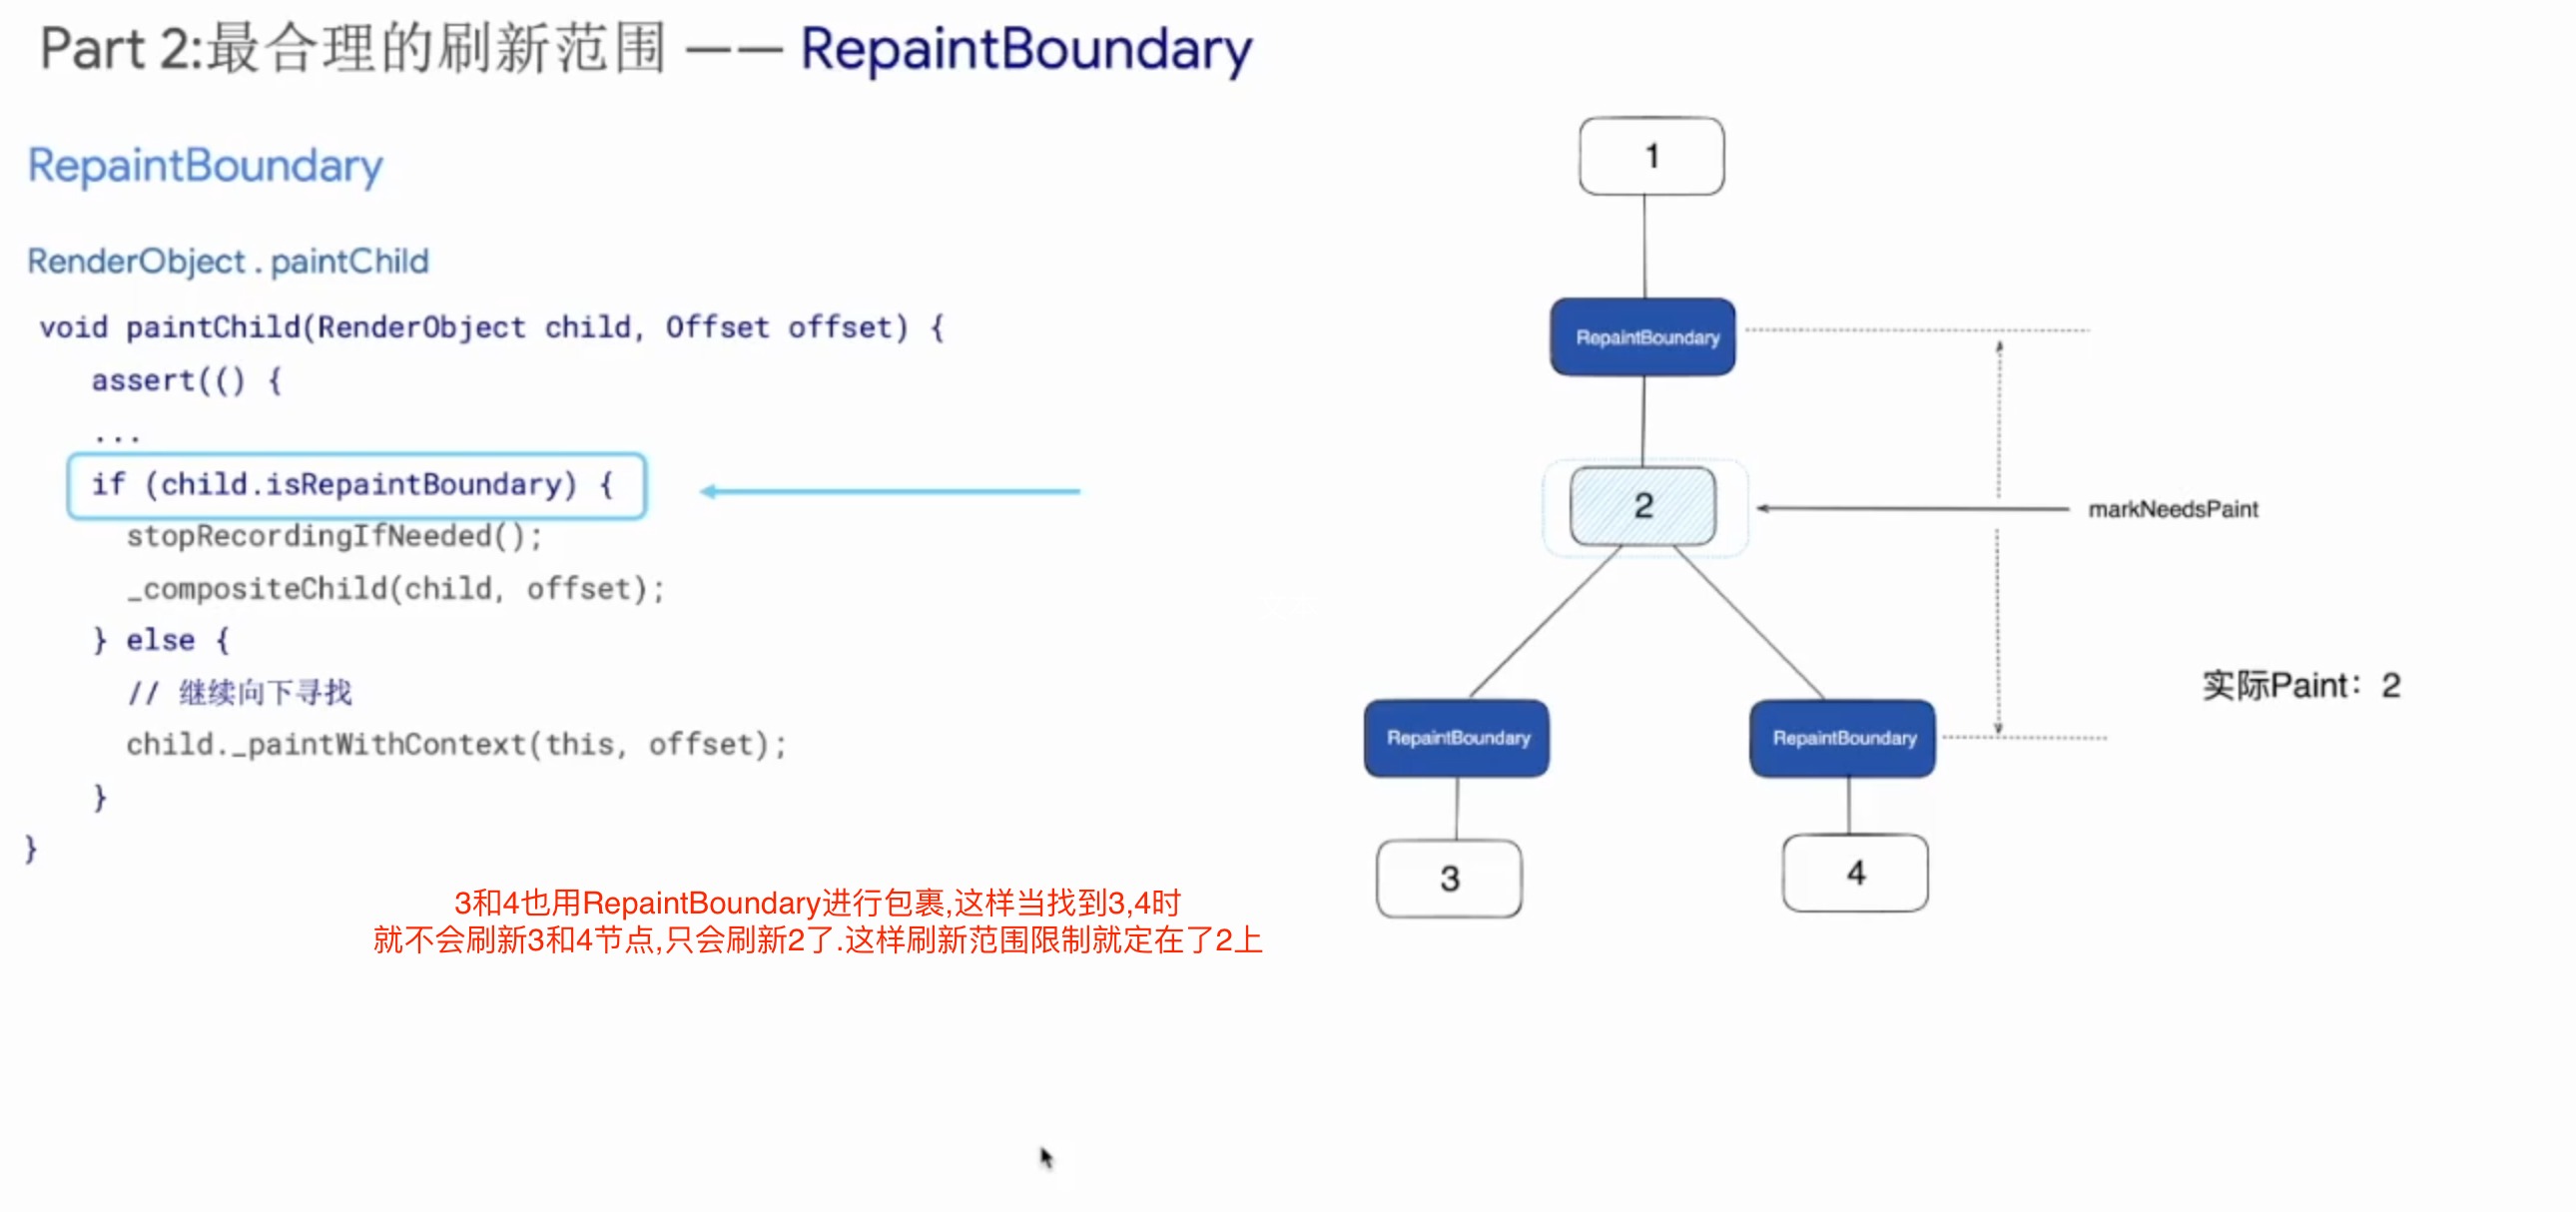 Part 2:最合理的刷新范围 —— RepaintBoundary
RepaintBoundary
RenderObject . paintChild
void paintChild(RenderObject child, Offset offset) {
assert(() {
...
if (child.isRepaintBoundary) {
stopRecordingIfNeeded();
_compositeChild(child, offset);
} else {
// 继续向下寻找
child._paintWithContext(this, offset);
}
}
3和4也用RepaintBoundary进行包裹,这样当找到3,4时
就不会刷新3和4节点,只会刷新2了.这样刷新范围限制就定在了2上
1
RepaintBoundary
2
markNeedsPaint
实际Paint：2
RepaintBoundary
RepaintBoundary
3
4